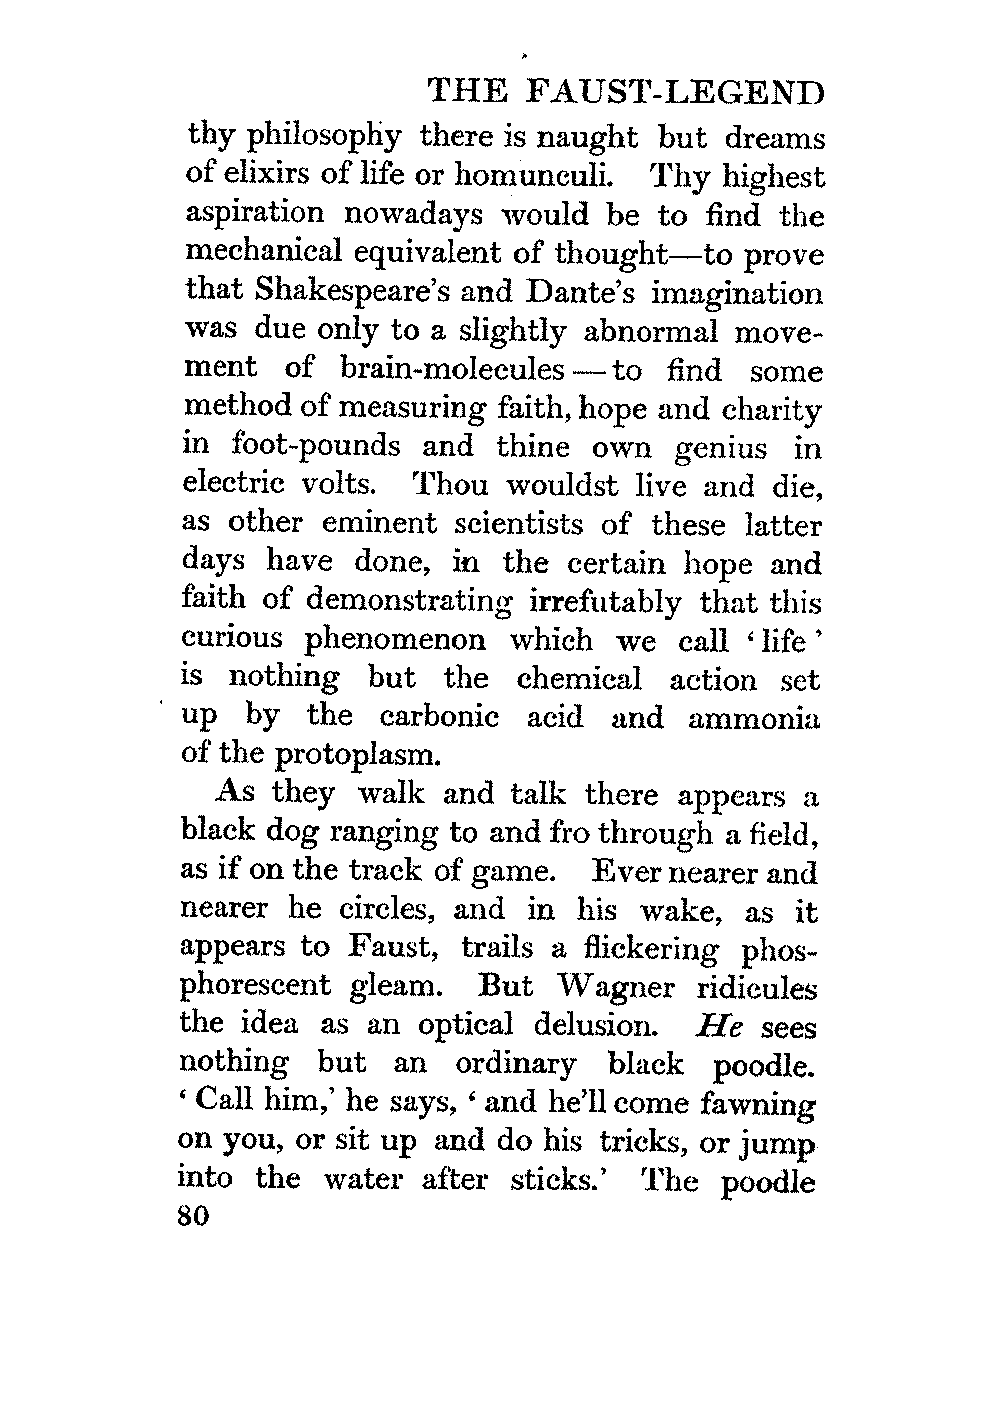 THE FAUST-LEGEND
thy philosophy there is naught but dreams
of elixirs of life or homunculi. Thy highest
aspiration nowadays would be to find the
mechanical equivalent of thought—to prove
that Shakespeare's and Dante's imagination
was due only to a slightly abnormal move-
ment of brain-molecules—to find some
method of measuring faith, hope and charity
in foot-pounds and thine own genius in
electric volts. Thou wouldst live and die,
as other eminent scientists of these latter
days have done, in the certain hope and
faith of demonstrating irrefutably that this
curious phenomenon which we call ‘life’
is nothing but the chemical action set
up by the carbonic acid and ammonia
of the protoplasm.
As they walk and talk there appears a
black dog ranging to and fro through a field,
as if on the track of game. Ever nearer and
nearer he circles, and in his wake, as it
appears to Faust, trails a flickering phos-
phorescent gleam. But Wagner ridicules
the idea as an optical delusion. He sees
nothing but an ordinary black poodle.
‘Call him,’ he says, ‘and he'll come fawning
on you, or sit up and do his tricks, or jump
into the water after sticks.’ The poodle
80